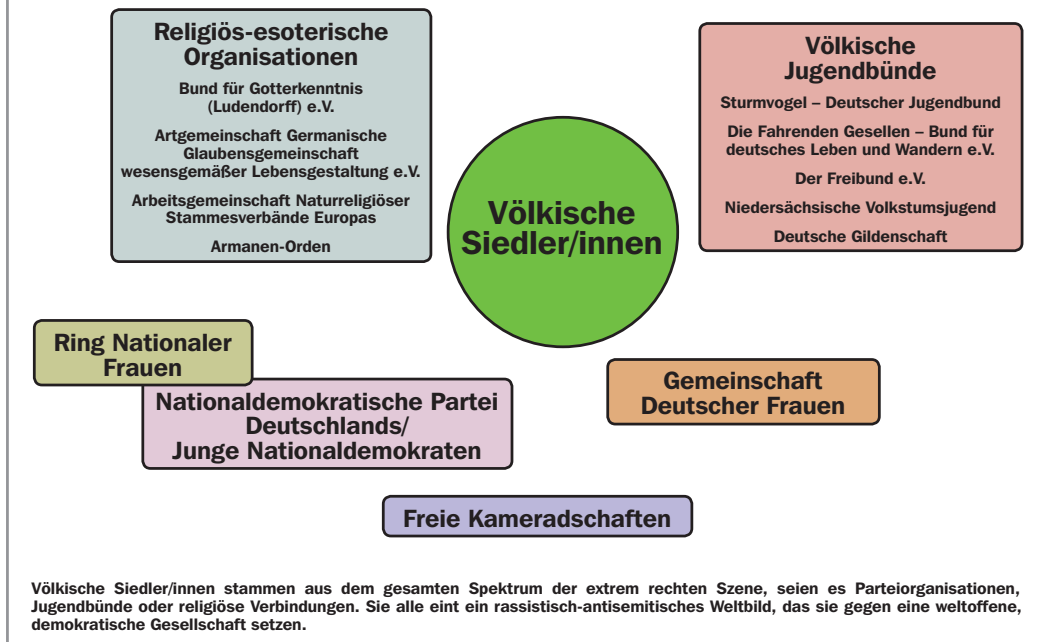 Religiös-esoterische
Organisationen
Bund für Gotterkenntnis
(Ludendorff) e.V.
Artgemeinschaft Germanische
Glaubensgemeinschaft
wesensgemäßer Lebensgestaltung e.V.
Arbeitsgemeinschaft Naturreligiöser
Stammesverbände Europas
Armanen-Orden
Völkische
Siedler/innen
Völkische
Jugendbünde
Sturmvogel – Deutscher Jugendbund
Die Fahrenden Gesellen – Bund für
deutsches Leben und Wandern e.V.
Der Freibund e.V.
Niedersächsische Volkstumsjugend
Deutsche Gildenschaft
Ring Nationaler
Frauen
Nationaldemokratische Partei
Deutschlands/
Junge Nationaldemokraten
Gemeinschaft
Deutscher Frauen
Freie Kameradschaften
Völkische Siedler/innen stammen aus dem gesamten Spektrum der extrem rechten Szene, seien es Parteiorganisationen,
Jugendbünde oder religiöse Verbindungen. Sie alle eint ein rassistisch-antisemitisches Weltbild, das sie gegen eine weltoffene,
demokratische Gesellschaft setzen.